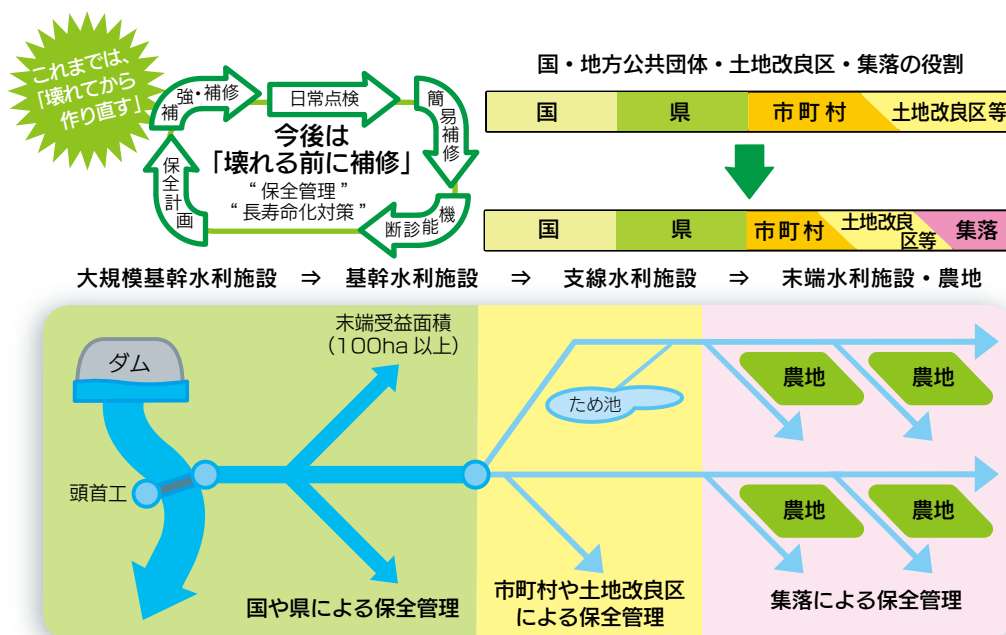 これまでは、
「壊れてから
作り直す」
補強・補修
日常点検
簡易補修
機能診断
保全計画
今後は
「壊れる前に補修」
“保全管理”
“長寿命化対策”
国・地方公共団体・土地改良区・集落の役割
国 県 市町村 土地改良区等
国 県 市町村 土地改良
区等 集落
大規模基幹水利施設 ⇒ 基幹水利施設 ⇒ 支線水利施設 ⇒ 末端水利施設・農地
ダム
末端受益面積
（100ha以上）
頭首工
ため池
農地 農地
農地 農地
国や県による保全管理
市町村や土地改良区
による保全管理
集落による保全管理